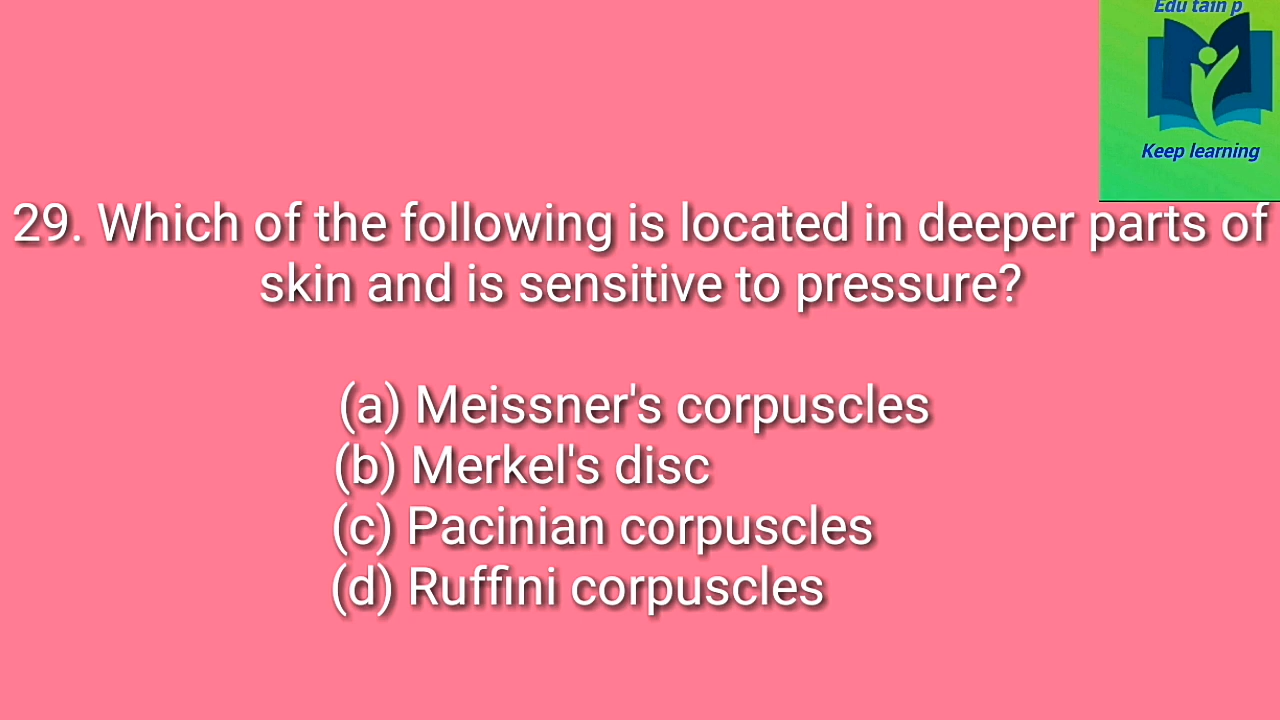 Edu tain p
Keep learning
29. Which of the following is located in deeper parts of
skin and is sensitive to pressure?
(a) Meissner's corpuscles
(b) Merkel's disc
(c) Pacinian corpuscles
(d) Ruffini corpuscles